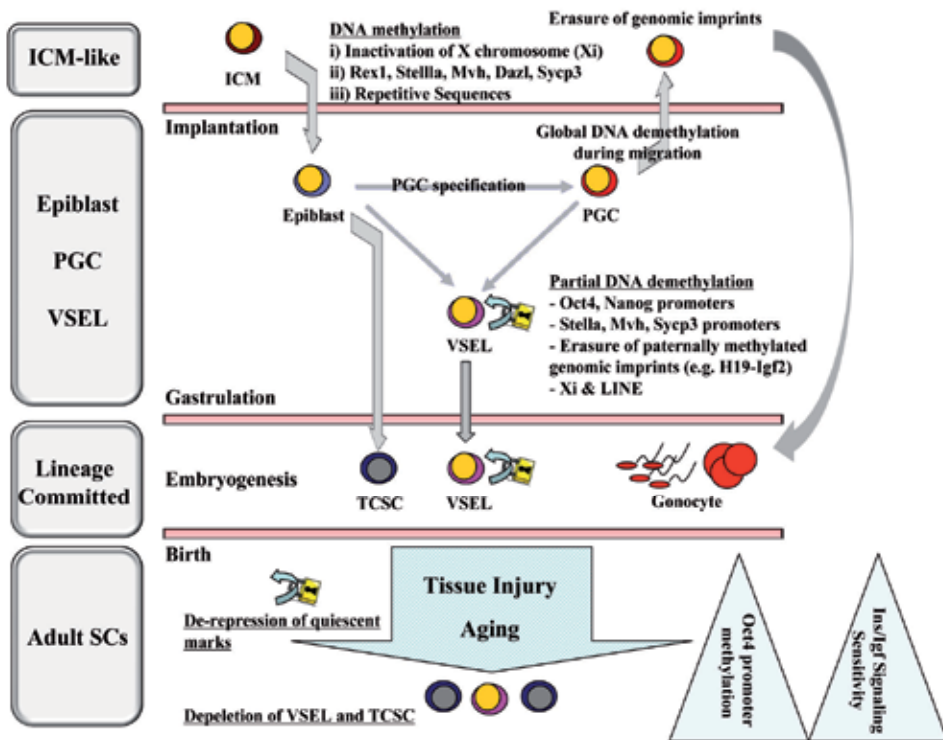 ICM-like
Epiblast
PGC
VSEL
Lineage
Committed
Adult SCs
ICM
DNA methylation
i) Inactivation of X chromosome (Xi)
ii) Rex1, Stellla, Mvh, Dazl, Sycp3
iii) Repetitive Sequences
Erasure of genomic imprints
Implantation
Global DNA demethylation
during migration
Epiblast
PGC specification
PGC
VSEL
Partial DNA demethylation
- Oct4, Nanog promoters
- Stella, Mvh, Sycp3 promoters
- Erasure of paternally methylated
genomic imprints (e.g. H19-Igf2)
- Xi & LINE
Gastrulation
Embryogenesis
TCSC
VSEL
Gonocyte
Birth
De-repression of quiescent
marks
Tissue Injury
Aging
Depeletion of VSEL and TCSC
Oct4 promoter
methylation
Ins/Igf Signaling
Sensitivity